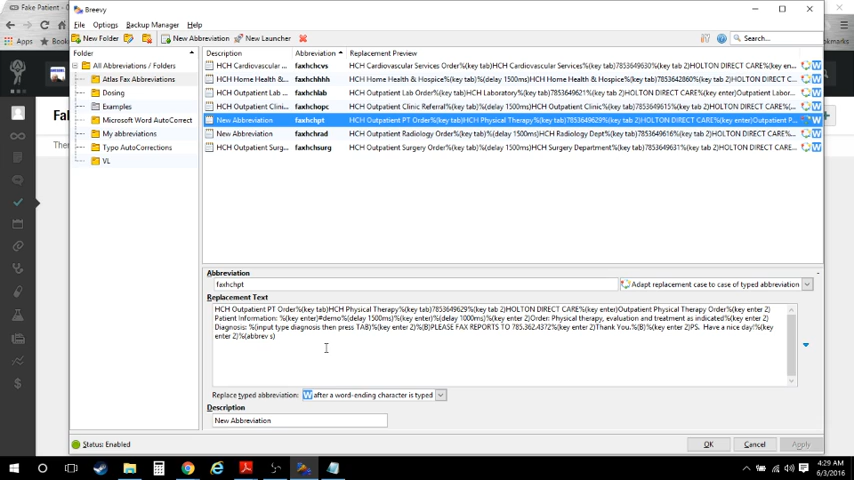 Fake Patient -
Breevy
File Options Backup Manager Help
Apps
New Folder New Abbreviation New Launcher Search...
Folder
Description Abbreviation Replacement Preview
All Abbreviations / Folders
Atlas Fax Abbreviations
Dosing
Examples
Microsoft Word AutoCorrect
My abbreviations
Typo AutoCorrections
VL
HCH Cardiovascular ... faxhchcvs HCH Cardiovascular Services Order%(key tab)HCH Cardiovascular Services%(key tab)7853649630%(key tab 2)HOLTON DIRECT CARE%(key en...
HCH Home Health &... faxhchhhh HCH Home Health & Hospice%(key tab)%(delay 1500ms)HCH Home Health & Hospice%(key tab)7853642860%(key tab 2)HOLTON DIRECT ...
HCH Outpatient Lab ... faxhchlab HCH Outpatient Lab Order%(key tab)HCH Laboratory%(key tab)7853649621%(key tab 2)HOLTON DIRECT CARE%(key enter)Outpatient Labor...
HCH Outpatient Clini... faxhchopc HCH Outpatient Clinic Referral%(key tab)%(delay 1500ms)HCH Outpatient Clinic%(key tab)7853649615%(key tab 2)HOLTON DIRECT CARE...
New Abbreviation faxhchpt HCH Outpatient PT Order%(key tab)HCH Physical Therapy%(key tab)7853649629%(key tab 2)HOLTON DIRECT CARE%(key enter)Outpatient P...
New Abbreviation faxhchrad HCH Outpatient Radiology Order%(key tab)%(delay 1500ms)HCH Radiology Dept%(key tab)7853649616%(key tab 2)HOLTON DIRECT CARE%...
HCH Outpatient Surg... faxhchsurg HCH Outpatient Surgery Order%(key tab)%(delay 1500ms)HCH Surgery Department%(key tab)7853649631%(key tab 2)HOLTON DIRECT CARE...
Abbreviation
faxhchpt Adapt replacement case to case of typed abbreviation
Replacement Text
HCH Outpatient PT Order%(key tab)HCH Physical Therapy%(key tab)7853649629%(key tab 2)HOLTON DIRECT CARE%(key enter)Outpatient Physical Therapy Order%(key enter 2)
Patient Information: %(key enter)#demo%(delay 1500ms)%(key enter)%(delay 1000ms)%(key enter 2)Order: Physical therapy, evaluation and treatment as indicated%(key enter 2)
Diagnosis: %(input type diagnosis then press TAB)%(key enter 2)%(B)PLEASE FAX REPORTS TO 785.362.4372%(key enter 2)Thank You.%(B)%(key enter 2)PS. Have a nice day!%(key
enter 2)%(abbrev s)
Replace typed abbreviation: W after a word-ending character is typed
Description
New Abbreviation
Status: Enabled OK Cancel Apply
4:29 AM
6/3/2016